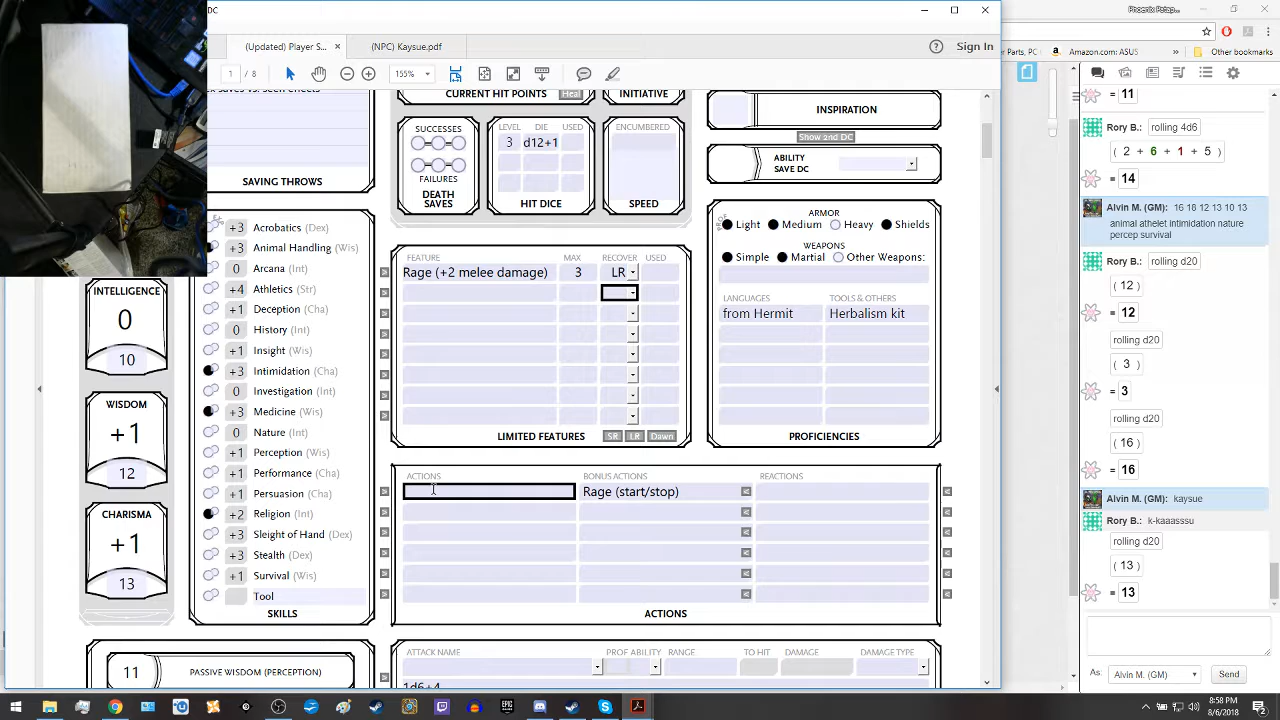 DC
(Updated) Player S...
(NPC) Kaysue.pdf
Sign In
1 / 8
155%
Phoenix Patap...
er Parts, PC
Amazon.com: ASUS
Other bookmarks
SAVING THROWS
CURRENT HIT POINTS
Heal
INITIATIVE
INSPIRATION
Show 2nd DC
ABILITY
SAVE DC
SUCCESSES
FAILURES
DEATH
SAVES
LEVEL DIE USED
3 d12+1
HIT DICE
ENCUMBERED
SPEED
ARMOR
Light Medium Heavy Shields
WEAPONS
Simple Martial Other Weapons:
LANGUAGES TOOLS & OTHERS
from Hermit Herbalism kit
PROFICIENCIES
FEATURE MAX RECOVER USED
Rage (+2 melee damage) 3 LR
LIMITED FEATURES SR LR Dawn
INTELLIGENCE
0
10
WISDOM
+1
12
CHARISMA
+1
13
+3 Acrobatics (Dex)
+3 Animal Handling (Wis)
0 Arcana (Int)
+4 Athletics (Str)
+1 Deception (Cha)
0 History (Int)
+1 Insight (Wis)
+3 Intimidation (Cha)
0 Investigation (Int)
+3 Medicine (Wis)
0 Nature (Int)
+1 Perception (Wis)
+1 Performance (Cha)
+1 Persuasion (Cha)
+2 Religion (Int)
+3 Sleight of Hand (Dex)
+3 Stealth (Dex)
+1 Survival (Wis)
Tool
SKILLS
ACTIONS BONUS ACTIONS REACTIONS
Rage (start/stop)
ACTIONS
11 PASSIVE WISDOM (PERCEPTION)
ATTACK NAME PROF ABILITY RANGE TO HIT DAMAGE DAMAGE TYPE
1d6+4
= 11
Rory B.: rolling 4d6
( 2 + 6 + 1 + 5 )
= 14
Alvin M. (GM): 16 18 12 13 10 13
animal athelet intimidation nature
percep survival
Rory B.: rolling d20
( 12 )
= 12
rolling d20
( 3 )
= 3
rolling d20
( 16 )
= 16
Alvin M. (GM): kaysue
Rory B.: k-kaaasssu
rolling d20
( 13 )
= 13
As: Alvin M. (GM) Send
8:58 PM
8/6/2018